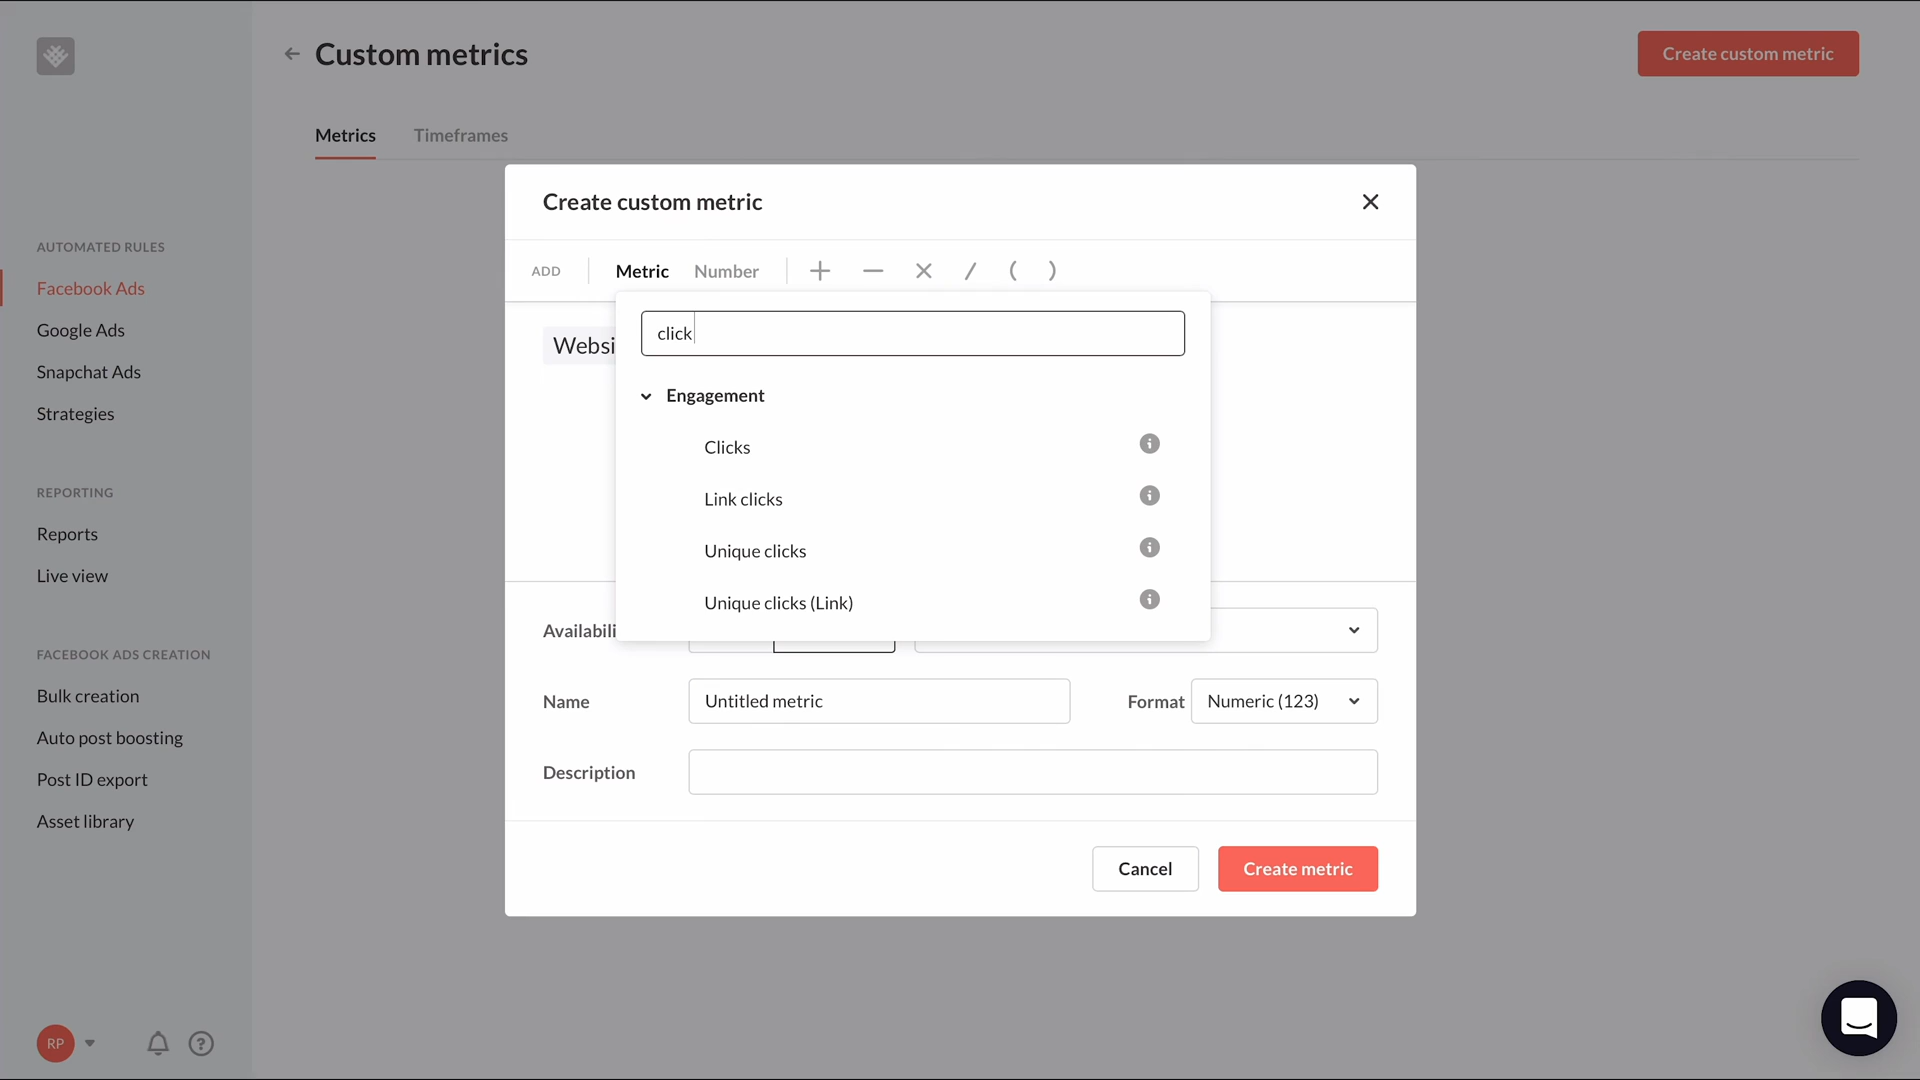 Custom metrics
Create custom metric
Metrics
Timeframes
AUTOMATED RULES
Facebook Ads
Google Ads
Snapchat Ads
Strategies
REPORTING
Reports
Live view
FACEBOOK ADS CREATION
Bulk creation
Auto post boosting
Post ID export
Asset library
RP
Create custom metric
ADD
Metric
Number
+ − × / ( )
Websi
click
Engagement
Clicks
Link clicks
Unique clicks
Unique clicks (Link)
Availabili
Name
Untitled metric
Format
Numeric (123)
Description
Cancel
Create metric